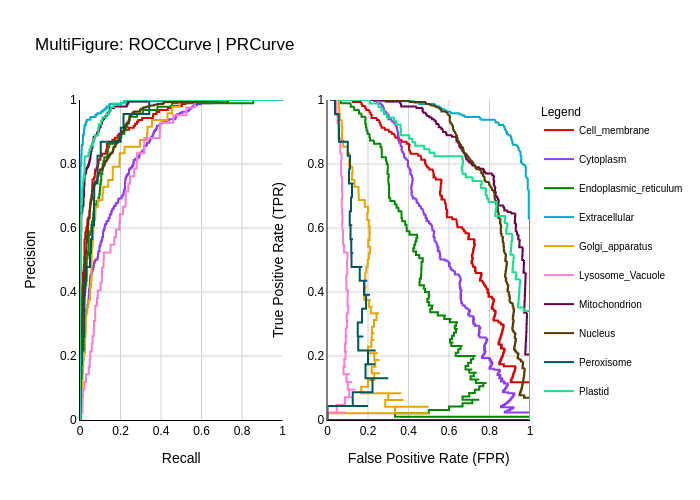 MultiFigure: ROCCurve | PRCurve
Precision
1
0.8
0.6
0.4
0.2
0
0
0.2
0.4
0.6
0.8
1
Recall
True Positive Rate (TPR)
1
0.8
0.6
0.4
0.2
0
0
0.2
0.4
0.6
0.8
1
False Positive Rate (FPR)
Legend
Cell_membrane
Cytoplasm
Endoplasmic_reticulum
Extracellular
Golgi_apparatus
Lysosome_Vacuole
Mitochondrion
Nucleus
Peroxisome
Plastid